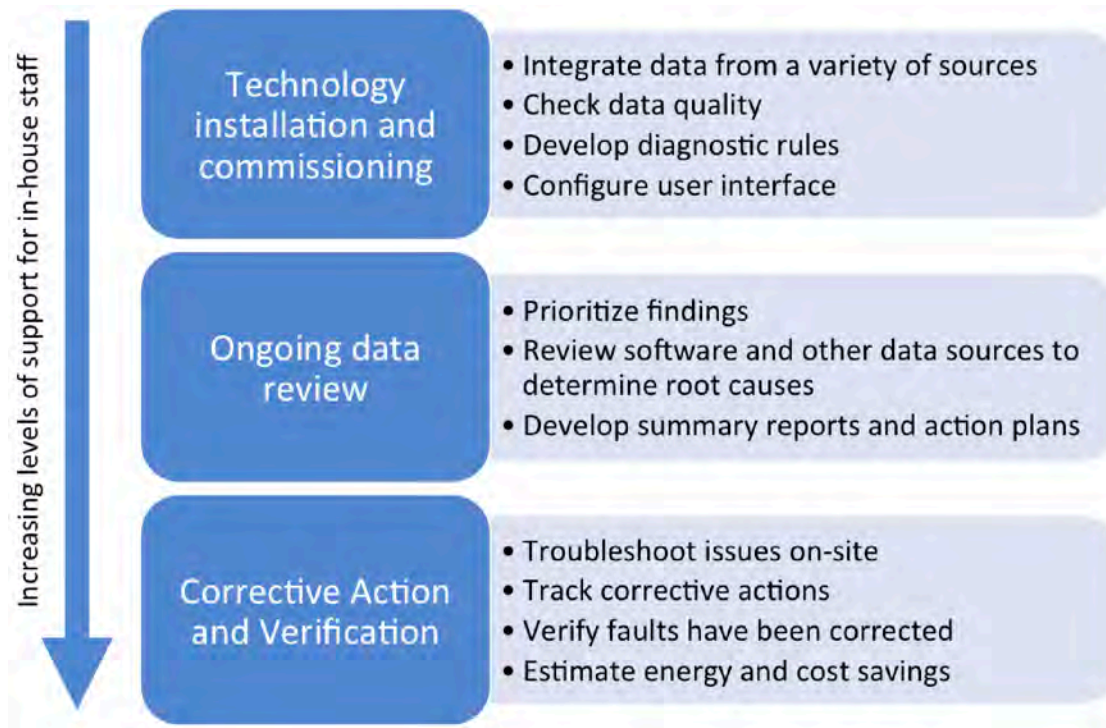 Increasing levels of support for in-house staff
Technology
installation and
commissioning
• Integrate data from a variety of sources
• Check data quality
• Develop diagnostic rules
• Configure user interface
Ongoing data
review
• Prioritize findings
• Review software and other data sources to
determine root causes
• Develop summary reports and action plans
Corrective Action
and Verification
• Troubleshoot issues on-site
• Track corrective actions
• Verify faults have been corrected
• Estimate energy and cost savings